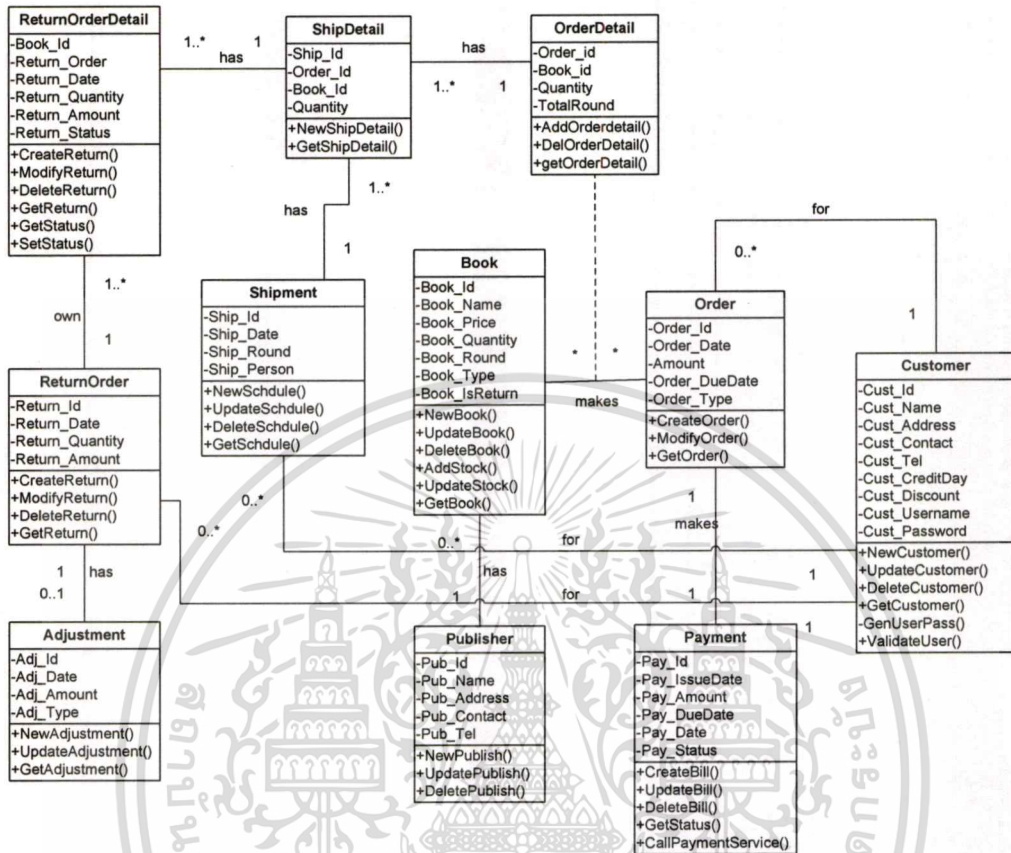 ReturnOrderDetail
-Book_Id
-Return_Order
-Return_Date
-Return_Quantity
-Return_Amount
-Return_Status
+CreateReturn()
+ModifyReturn()
+DeleteReturn()
+GetReturn()
+GetStatus()
+SetStatus()
1..*
1
has
ShipDetail
-Ship_Id
-Order_Id
-Book_Id
-Quantity
+NewShipDetail()
+GetShipDetail()
has
1..*
1
OrderDetail
-Order_id
-Book_id
-Quantity
-TotalRound
+AddOrderdetail()
+DelOrderDetail()
+getOrderDetail()
1..*
has
1
for
0..*
1
1..*
own
1
Shipment
-Ship_Id
-Ship_Date
-Ship_Round
-Ship_Person
+NewSchdule()
+UpdateSchdule()
+DeleteSchdule()
+GetSchdule()
Book
-Book_Id
-Book_Name
-Book_Price
-Book_Quantity
-Book_Round
-Book_Type
-Book_IsReturn
+NewBook()
+UpdateBook()
+DeleteBook()
+AddStock()
+UpdateStock()
+GetBook()
*
*
makes
Order
-Order_Id
-Order_Date
-Amount
-Order_DueDate
-Order_Type
+CreateOrder()
+ModifyOrder()
+GetOrder()
Customer
-Cust_Id
-Cust_Name
-Cust_Address
-Cust_Contact
-Cust_Tel
-Cust_CreditDay
-Cust_Discount
-Cust_Username
-Cust_Password
+NewCustomer()
+UpdateCustomer()
+DeleteCustomer()
+GetCustomer()
-GenUserPass()
+ValidateUser()
ReturnOrder
-Return_Id
-Return_Date
-Return_Quantity
-Return_Amount
+CreateReturn()
+ModifyReturn()
+DeleteReturn()
+GetReturn()
0..*
0..*
for
1
for
1
0..*
has
1
1
makes
1
1
has
0..1
Adjustment
-Adj_Id
-Adj_Date
-Adj_Amount
-Adj_Type
+NewAdjustment()
+UpdateAdjustment()
+GetAdjustment()
Publisher
-Pub_Id
-Pub_Name
-Pub_Address
-Pub_Contact
-Pub_Tel
+NewPublish()
+UpdatePublish()
+DeletePublish()
Payment
-Pay_Id
-Pay_IssueDate
-Pay_Amount
-Pay_DueDate
-Pay_Date
-Pay_Status
+CreateBill()
+UpdateBill()
+DeleteBill()
+GetStatus()
+CallPaymentService()